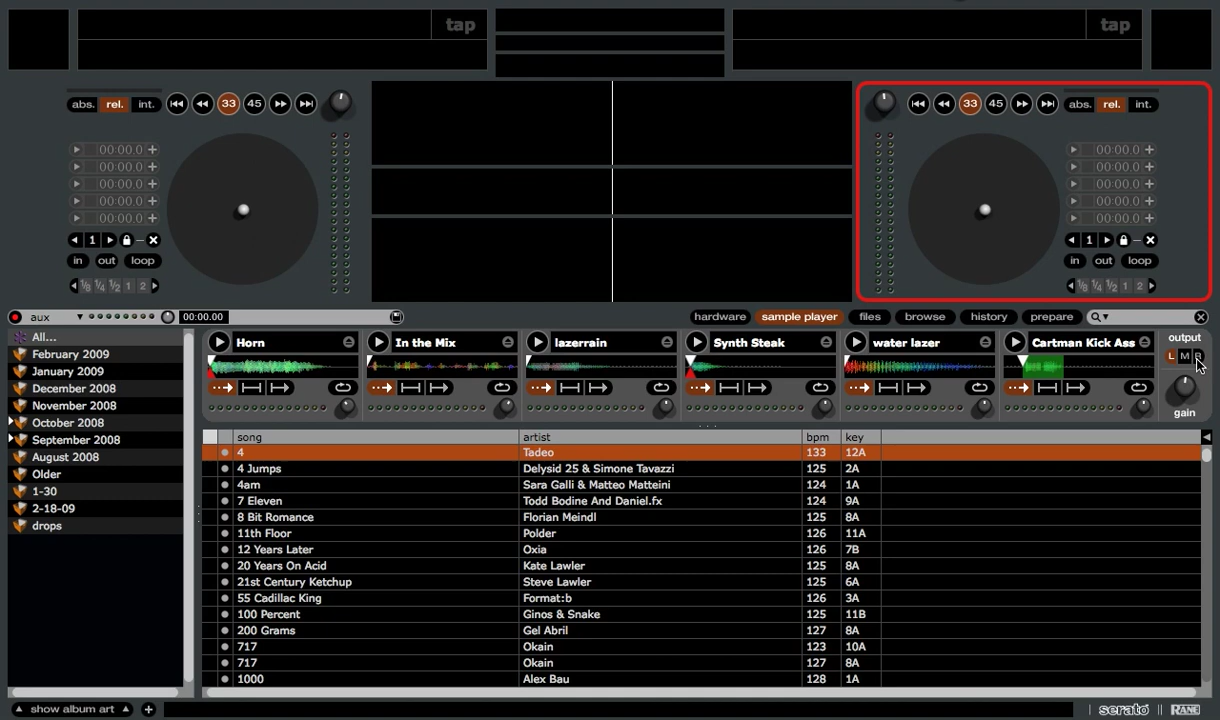 tap tap
abs. rel. int. 33 45 33 45 abs. rel. int.
00:00.0 00:00.0
00:00.0 00:00.0
00:00.0 00:00.0
00:00.0 00:00.0
00:00.0 00:00.0
1 1
in out loop in out loop
1/8 1/4 1/2 1 2 1/8 1/4 1/2 1 2
aux 00:00.00 hardware sample player files browse history prepare
Horn In the Mix lazerrain Synth Steak water lazer Cartman Kick Ass output
L M R
gain
All...
February 2009
January 2009
December 2008
November 2008
October 2008
September 2008
August 2008
Older
1-30
2-18-09
drops
song artist bpm key
4 Tadeo 133 12A
4 Jumps Delysid 25 & Simone Tavazzi 125 2A
4am Sara Galli & Matteo Matteini 124 1A
7 Eleven Todd Bodine And Daniel.fx 124 9A
8 Bit Romance Florian Meindl 125 8A
11th Floor Polder 126 11A
12 Years Later Oxia 126 7B
20 Years On Acid Kate Lawler 125 8A
21st Century Ketchup Steve Lawler 125 6A
55 Cadillac King Format:b 126 3A
100 Percent Ginos & Snake 125 11B
200 Grams Gel Abril 127 8A
717 Okain 123 10A
717 Okain 127 8A
1000 Alex Bau 128 1A
show album art serato RANE